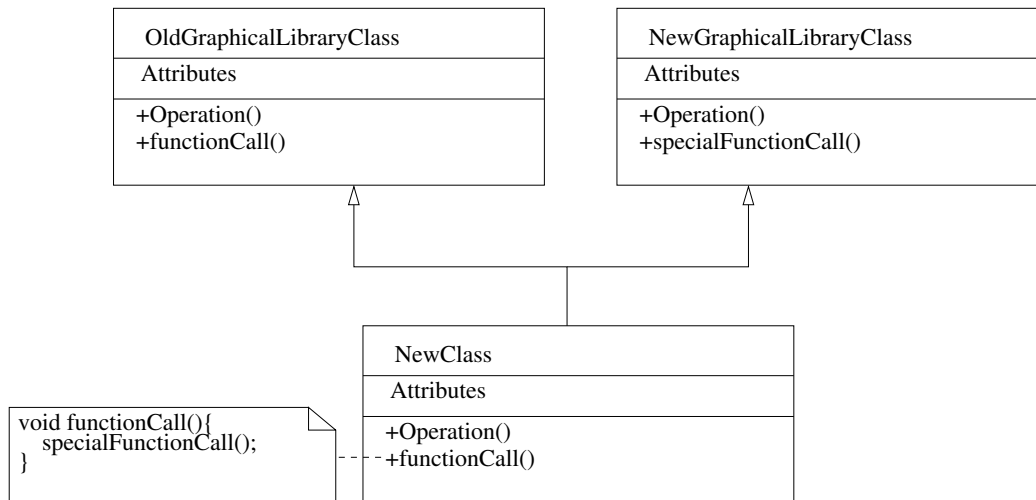 OldGraphicalLibraryClass
Attributes
+Operation()
+functionCall()
NewGraphicalLibraryClass
Attributes
+Operation()
+specialFunctionCall()
NewClass
Attributes
+Operation()
+functionCall()
void functionCall(){
specialFunctionCall();
}